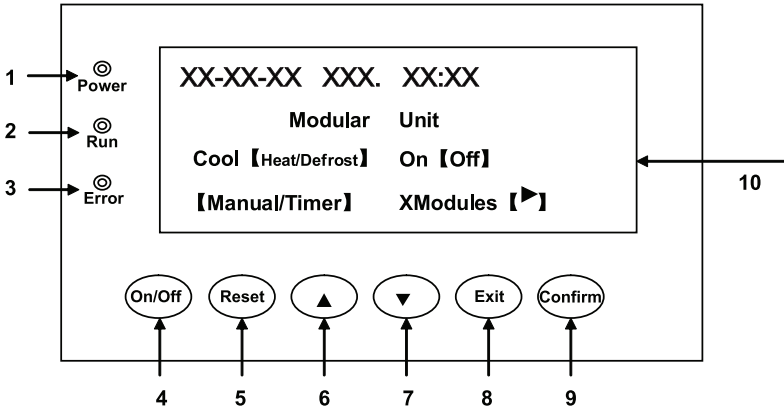 XX-XX-XX XXX. XX:XX
1 Power
Modular Unit
2 Run
Cool【Heat/Defrost】 On【Off】
3 Error
10
【Manual/Timer】 XModules【▶】
On/Off Reset ▲ ▼ Exit Confirm
4 5 6 7 8 9